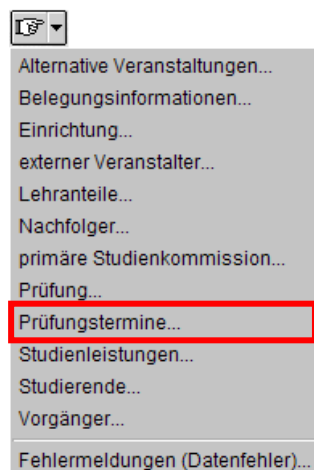 Alternative Veranstaltungen...
Belegungsinformationen...
Einrichtung...
externer Veranstalter...
Lehranteile...
Nachfolger...
primäre Studienkommission...
Prüfung...
Prüfungstermine...
Studienleistungen...
Studierende...
Vorgänger...
Fehlermeldungen (Datenfehler)...